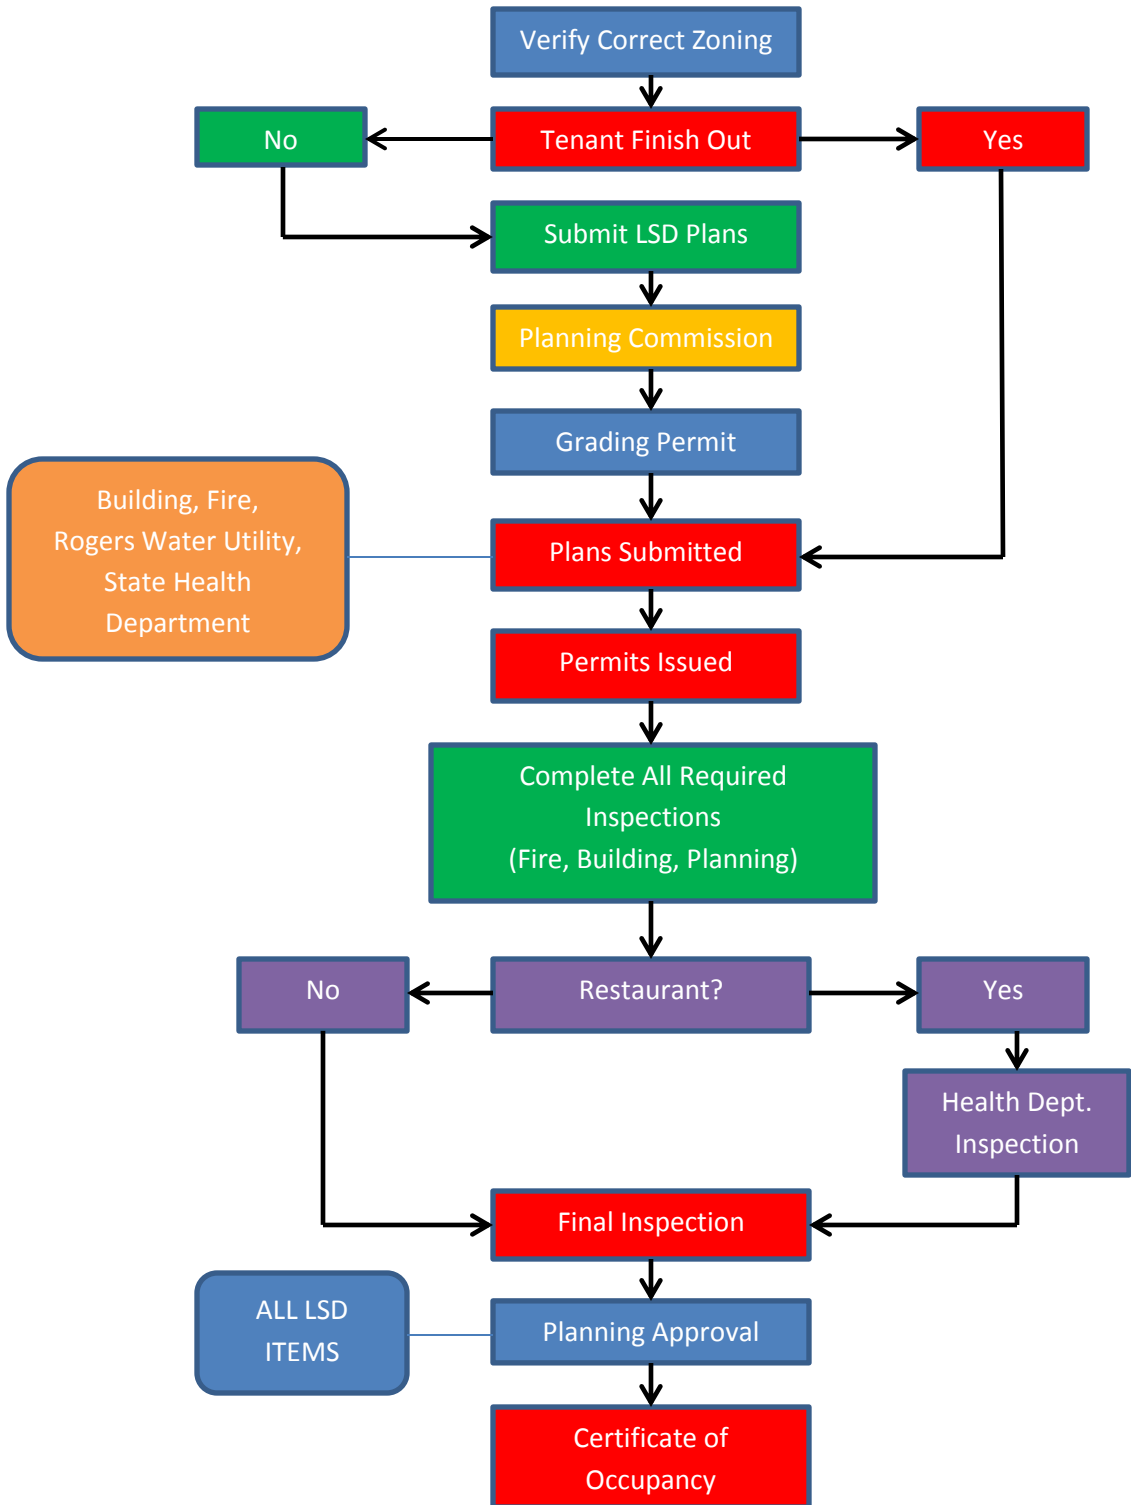 Verify Correct Zoning
No
Tenant Finish Out
Yes
Submit LSD Plans
Planning Commission
Grading Permit
Building, Fire,
Rogers Water Utility,
State Health
Department
Plans Submitted
Permits Issued
Complete All Required
Inspections
(Fire, Building, Planning)
No
Restaurant?
Yes
Health Dept.
Inspection
Final Inspection
ALL LSD
ITEMS
Planning Approval
Certificate of
Occupancy